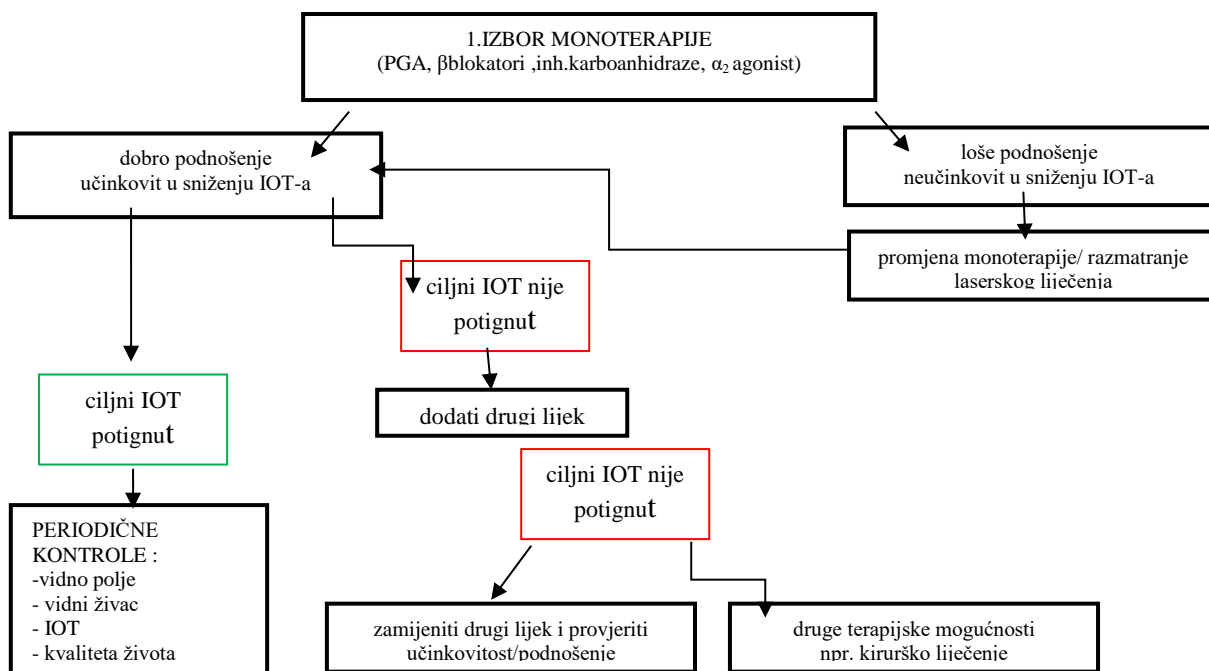 1.IZBOR MONOTERAPIJE
(PGA, βblokatori ,inh.karboanhidraze, α2 agonist)
dobro podnošenje
učinkovit u sniženju IOT-a
loše podnošenje
neučinkovit u sniženju IOT-a
promjena monoterapije/ razmatranje
laserskog liječenja
ciljni IOT nije
potignut
ciljni IOT
potignut
dodati drugi lijek
ciljni IOT nije
potignut
PERIODIČNE
KONTROLE :
-vidno polje
- vidni živac
- IOT
- kvaliteta života
zamijeniti drugi lijek i provjeriti
učinkovitost/podnošenje
druge terapijske mogućnosti
npr. kirurško liječenje